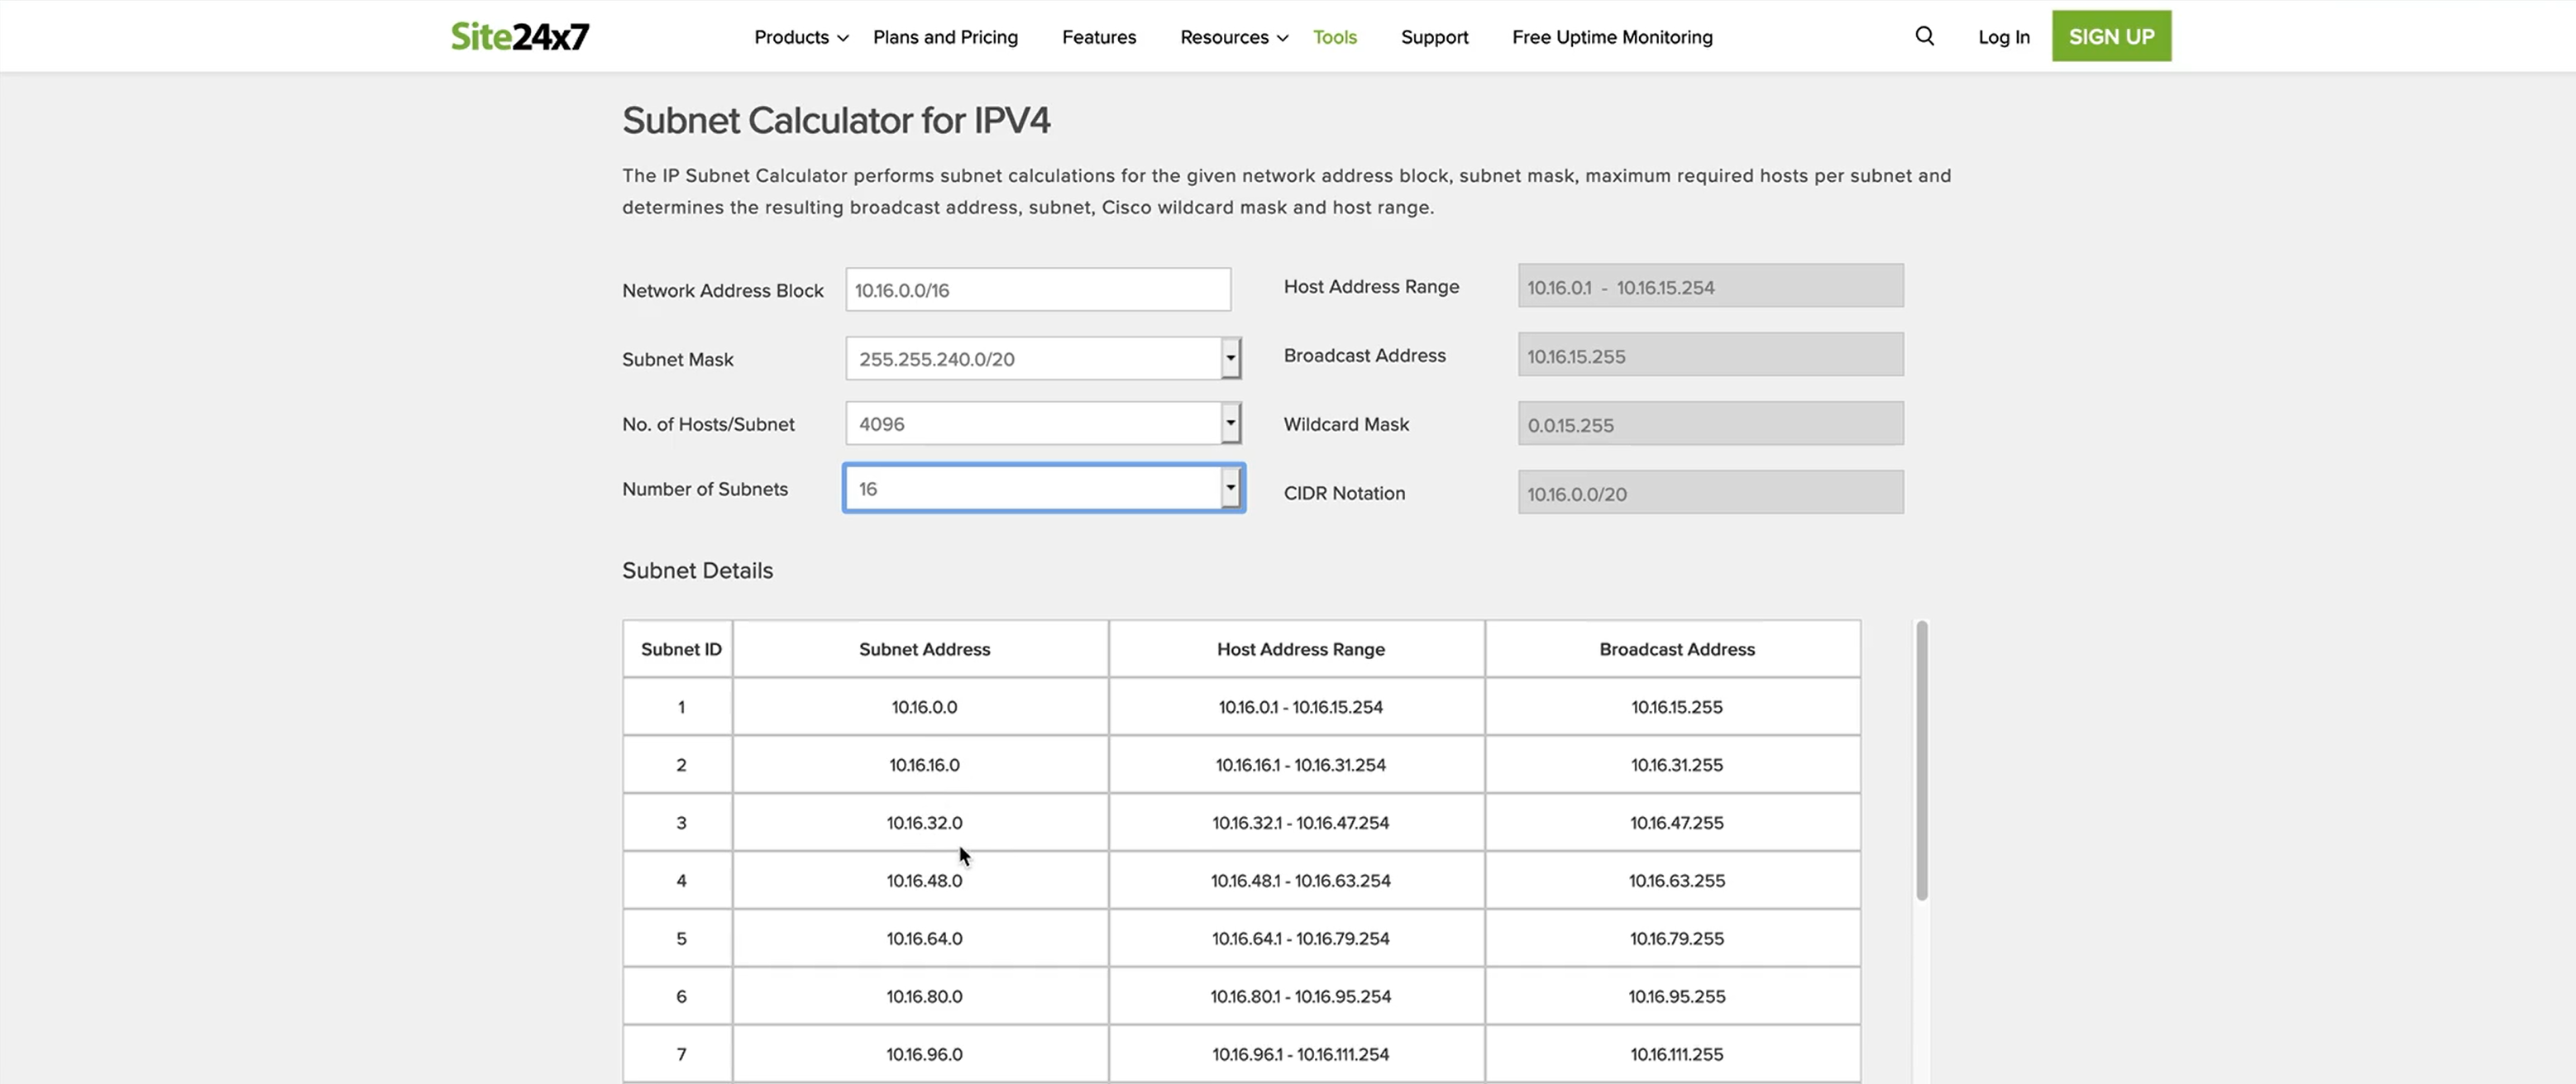 Site24x7 Products Plans and Pricing Features Resources Tools Support Free Uptime Monitoring Log In SIGN UP
Subnet Calculator for IPV4
The IP Subnet Calculator performs subnet calculations for the given network address block, subnet mask, maximum required hosts per subnet and
determines the resulting broadcast address, subnet, Cisco wildcard mask and host range.
Network Address Block 10.16.0.0/16 Host Address Range 10.16.0.1 - 10.16.15.254
Subnet Mask 255.255.240.0/20 Broadcast Address 10.16.15.255
No. of Hosts/Subnet 4096 Wildcard Mask 0.0.15.255
Number of Subnets 16 CIDR Notation 10.16.0.0/20
Subnet Details
Subnet ID Subnet Address Host Address Range Broadcast Address
1 10.16.0.0 10.16.0.1 - 10.16.15.254 10.16.15.255
2 10.16.16.0 10.16.16.1 - 10.16.31.254 10.16.31.255
3 10.16.32.0 10.16.32.1 - 10.16.47.254 10.16.47.255
4 10.16.48.0 10.16.48.1 - 10.16.63.254 10.16.63.255
5 10.16.64.0 10.16.64.1 - 10.16.79.254 10.16.79.255
6 10.16.80.0 10.16.80.1 - 10.16.95.254 10.16.95.255
7 10.16.96.0 10.16.96.1 - 10.16.111.254 10.16.111.255